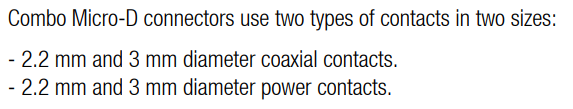 Combo Micro-D connectors use two types of contacts in two sizes:
- 2.2 mm and 3 mm diameter coaxial contacts.
- 2.2 mm and 3 mm diameter power contacts.